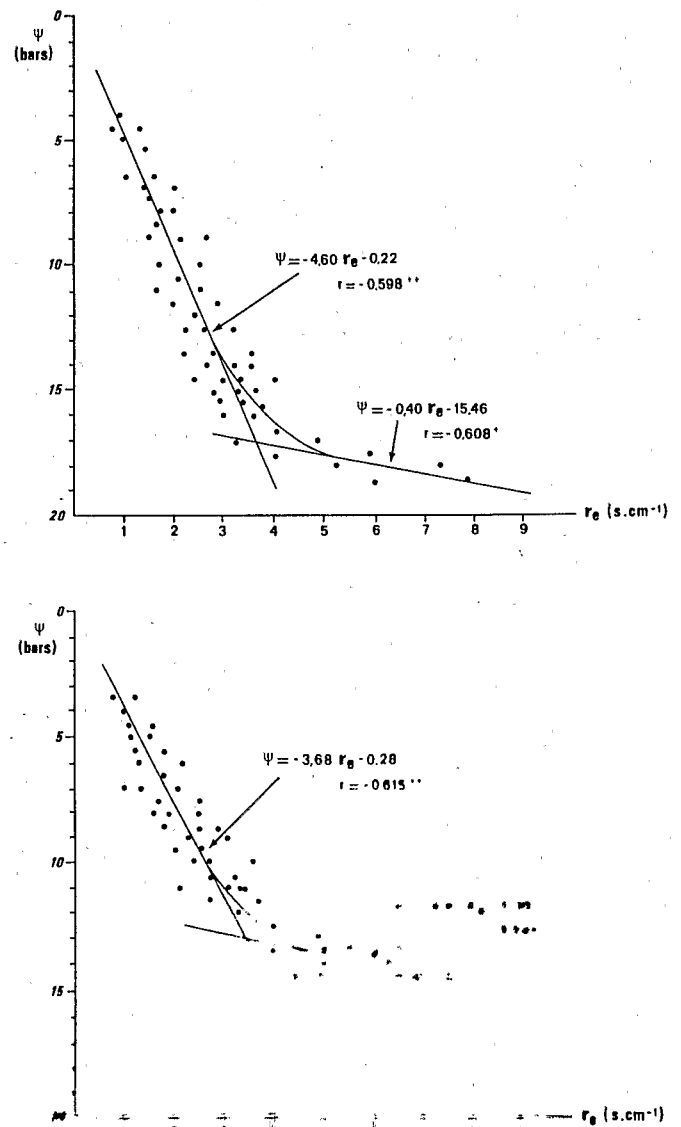 0
Ψ
(bars)
5
10
Ψ = -4,60 re -0,22
r = -0,598 ++
15
Ψ = -0,40 re -15,46
r = -0,608 +
20
1 2 3 4 5 6 7 8 9
re (s.cm⁻¹)
0
Ψ
(bars)
5
Ψ = -3,68 re -0.28
r = -0615 ++
10
15
re (s.cm⁻¹)